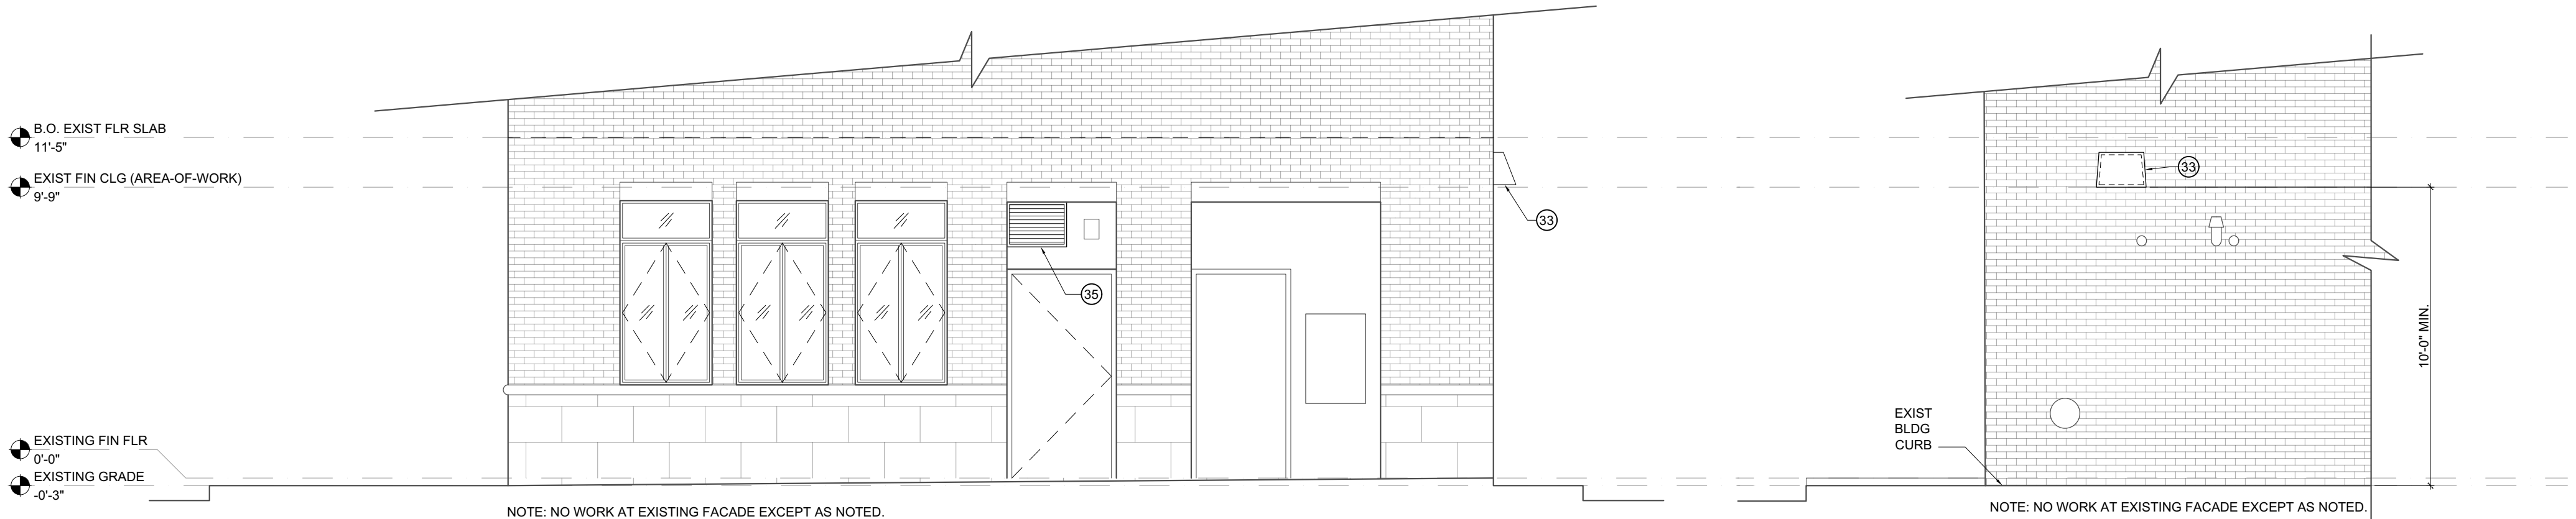 B.O. EXIST FLR SLAB
11'-5"
EXIST FIN CLG (AREA-OF-WORK)
9'-9"
EXISTING FIN FLR
0'-0"
EXISTING GRADE
-0'-3"
35
33
NOTE: NO WORK AT EXISTING FACADE EXCEPT AS NOTED.
33
10'-0" MIN.
EXIST
BLDG
CURB
NOTE: NO WORK AT EXISTING FACADE EXCEPT AS NOTED.